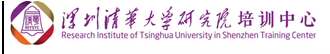 深圳清华大学研究院培训中心
Research Institute of Tsinghua University in Shenzhen Training Center